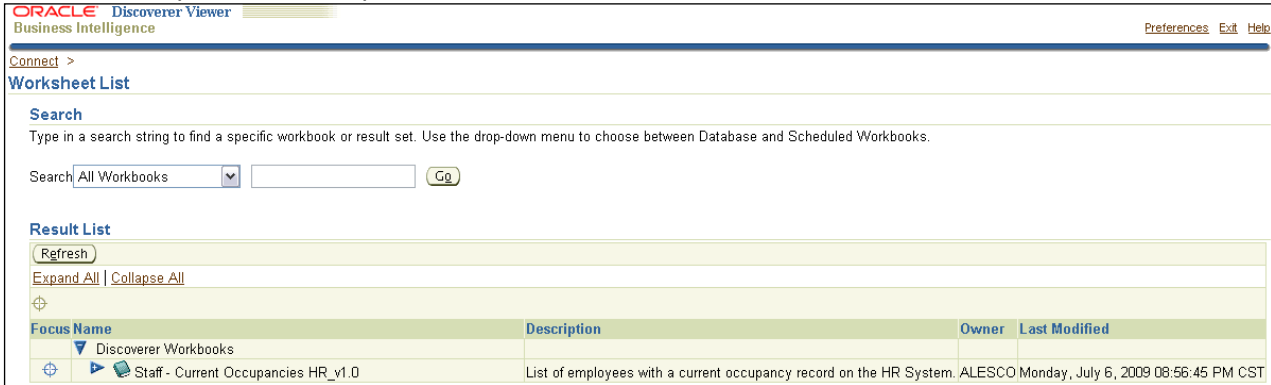 ORACLE Discoverer Viewer
Business Intelligence
Preferences Exit Help
Connect >
Worksheet List
Search
Type in a search string to find a specific workbook or result set. Use the drop-down menu to choose between Database and Scheduled Workbooks.
Search All Workbooks Go
Result List
Refresh
Expand All | Collapse All
Focus Name Description Owner Last Modified
Discoverer Workbooks
Staff - Current Occupancies HR_v1.0 List of employees with a current occupancy record on the HR System. ALESCO Monday, July 6, 2009 08:56:45 PM CST